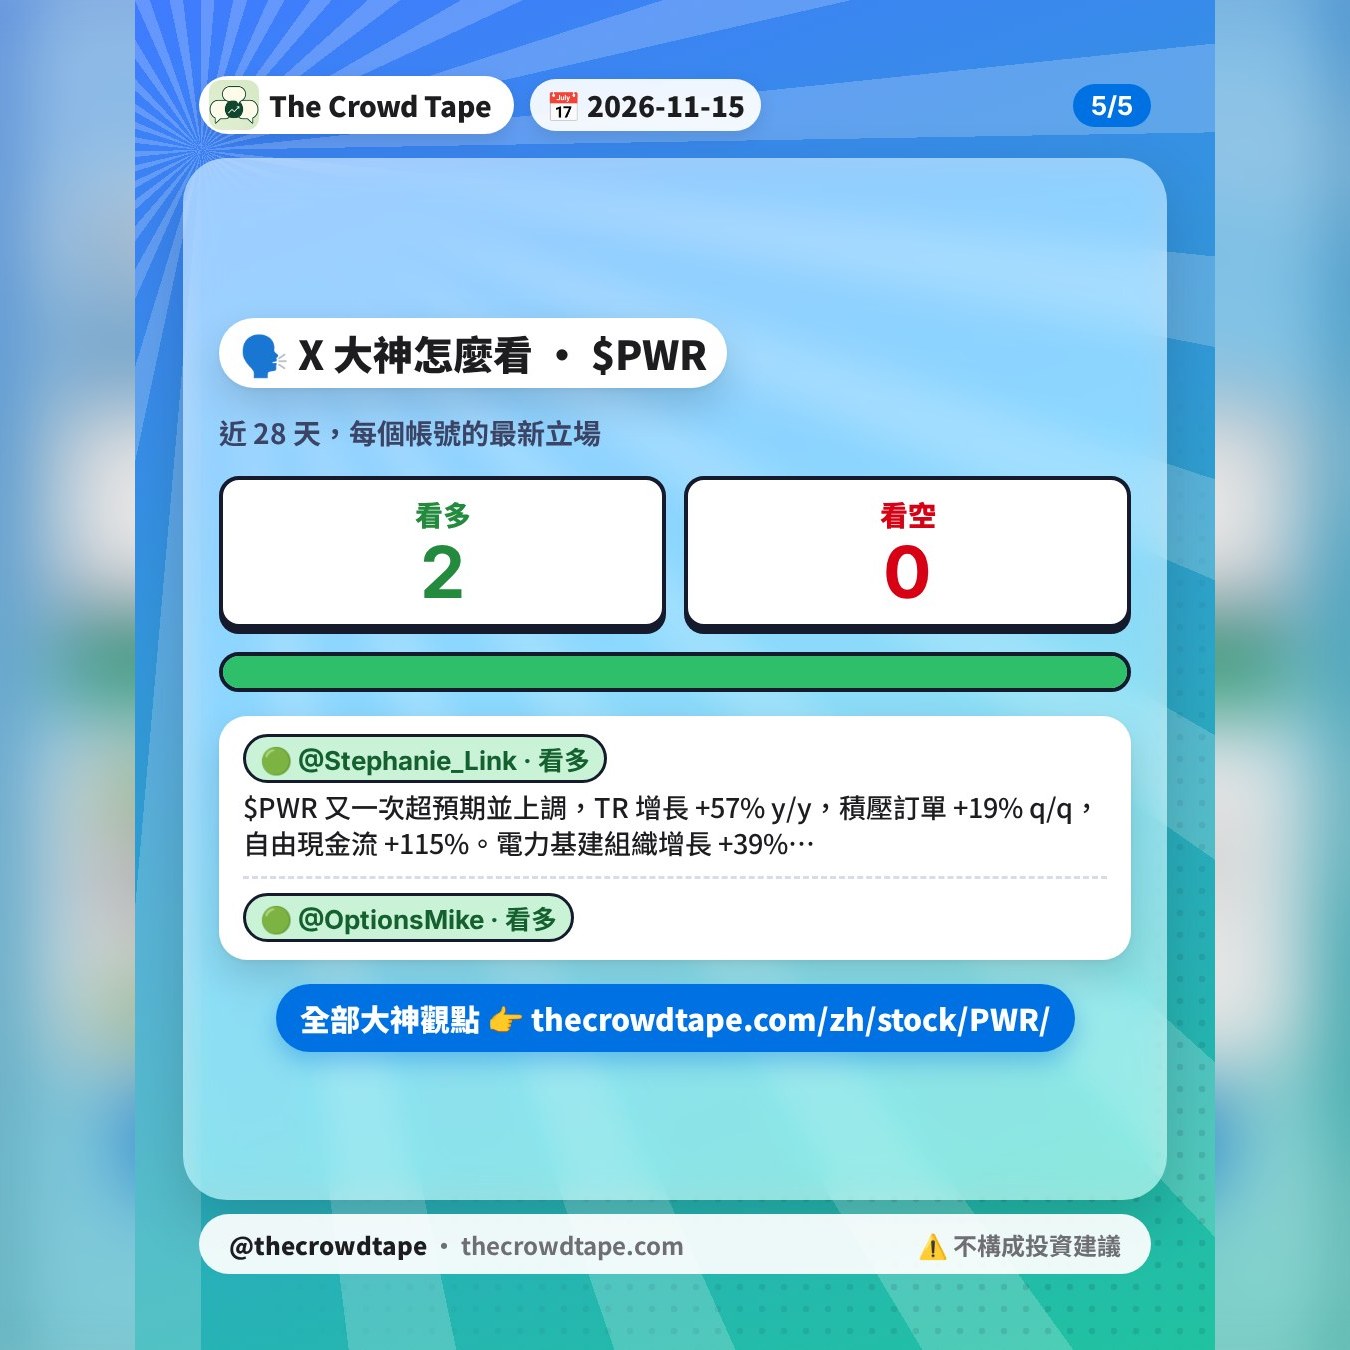 The Crowd Tape
📅 2026-11-15
5/5
🗣️ X 大神怎麼看 · $PWR
近 28 天，每個帳號的最新立場
看多
2
看空
0
🟢 @Stephanie_Link · 看多
$PWR 又一次超預期並上調，TR 增長 +57% y/y，積壓訂單 +19% q/q，
自由現金流 +115%。電力基建組織增長 +39%…
🟢 @OptionsMike · 看多
全部大神觀點 👉 thecrowdtape.com/zh/stock/PWR/
@thecrowdtape · thecrowdtape.com
⚠️ 不構成投資建議